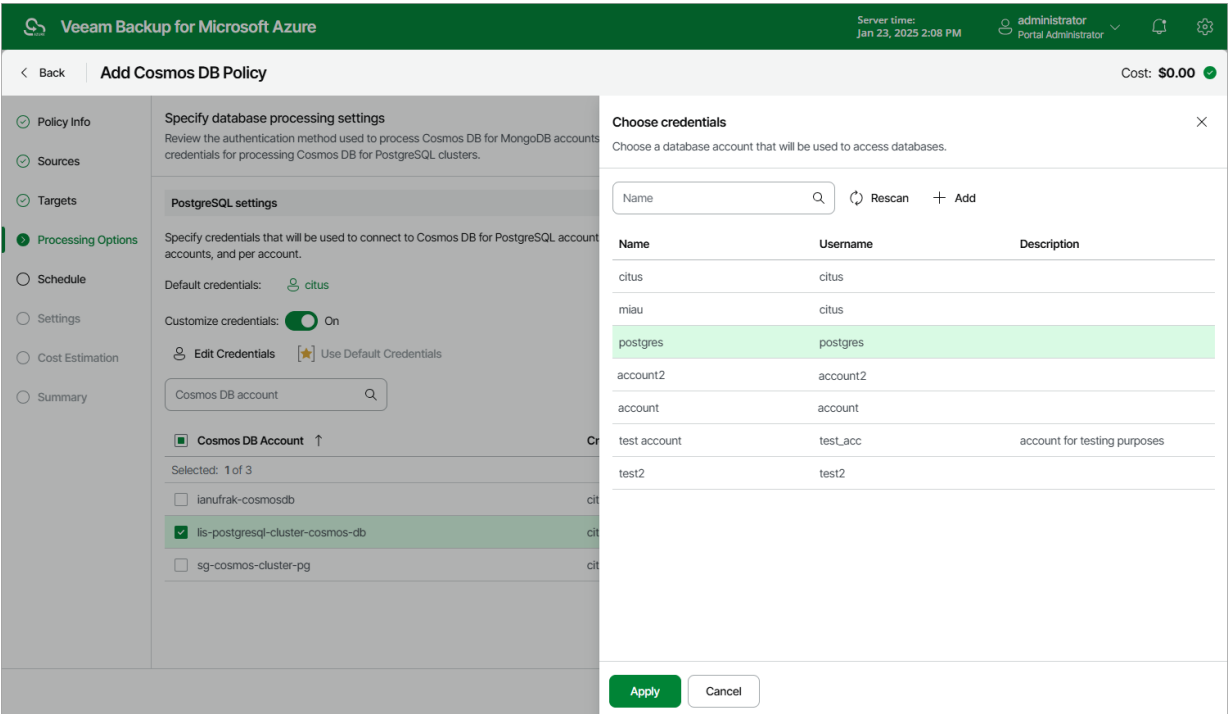 Veeam Backup for Microsoft Azure
Server time:
Jan 23, 2025 2:08 PM
administrator
Portal Administrator
Back
Add Cosmos DB Policy
Cost: $0.00
Policy Info
Sources
Targets
Processing Options
Schedule
Settings
Cost Estimation
Summary
Specify database processing settings
Review the authentication method used to process Cosmos DB for MongoDB accounts
credentials for processing Cosmos DB for PostgreSQL clusters.
PostgreSQL settings
Specify credentials that will be used to connect to Cosmos DB for PostgreSQL account
accounts, and per account.
Default credentials: citus
Customize credentials: On
Edit Credentials Use Default Credentials
Cosmos DB account
Cosmos DB Account Cr
Selected: 1 of 3
ianufrak-cosmosdb cit
lis-postgresql-cluster-cosmos-db cit
sg-cosmos-cluster-pg cit
Choose credentials
Choose a database account that will be used to access databases.
Name Rescan Add
Name Username Description
citus citus
miau citus
postgres postgres
account2 account2
account account
test account test_acc account for testing purposes
test2 test2
Apply Cancel